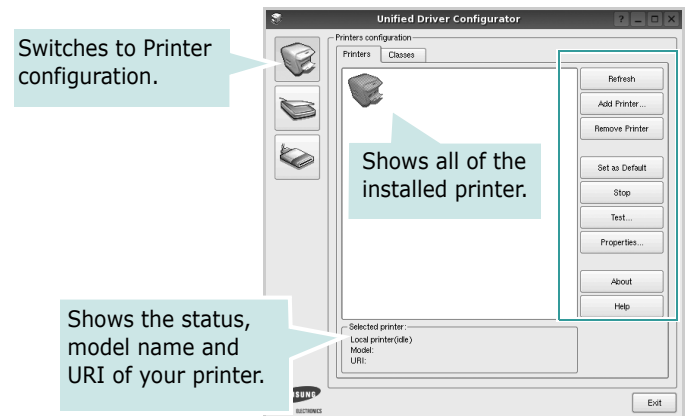 Unified Driver Configurator
Switches to Printer
configuration.
Printers configuration
Printers
Classes
Refresh
Add Printer...
Remove Printer
Shows all of the
installed printer.
Set as Default
Stop
Test...
Properties...
About
Help
Shows the status,
model name and
URI of your printer.
Selected printer:
Local printer(idle)
Model:
URI:
SUNG
ELECTRONICS
Exit